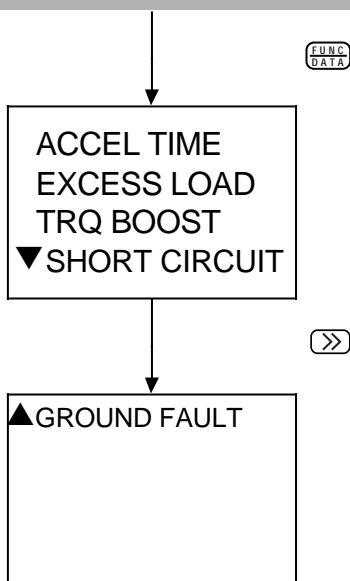 FUNC
DATA
ACCEL TIME
EXCESS LOAD
TRQ BOOST
▼SHORT CIRCUIT
▲GROUND FAULT